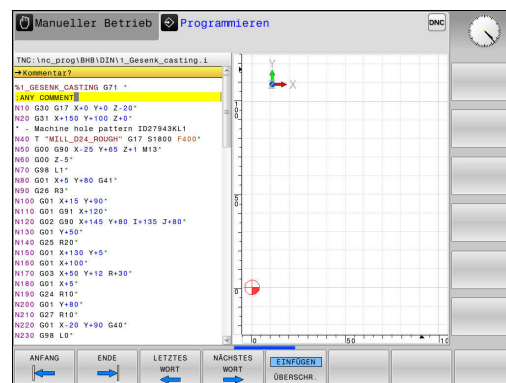 Manueller Betrieb
Programmieren
DNC
TNC:\nc_prog\BHB\DIN\1_Gesenk_casting.i
→Kommentar?
%1_GESENK_CASTING G71 *
;ANY COMMENT
N10 G30 G17 X+0 Y+0 Z-20*
N20 G31 X+150 Y+100 Z+0*
* - Machine hole pattern ID27943KL1
N40 T "MILL_D24_ROUGH" G17 S1800 F400*
N50 G00 G90 X-25 Y+65 Z+1 M13*
N60 G00 Z-5*
N70 G98 L1*
N80 G01 X+5 Y+80 G41*
N90 G26 R3*
N100 G01 X+15 Y+90*
N110 G01 G91 X+120*
N120 G02 G90 X+145 Y+80 I+135 J+80*
N130 G01 Y+50*
N140 G25 R20*
N150 G01 X+130 Y+5*
N160 G01 X+100*
N170 G03 X+50 Y+12 R+30*
N180 G01 X+5*
N190 G24 R10*
N200 G01 Y+80*
N210 G27 R10*
N220 G01 X-20 Y+90 G40*
N230 G98 L0*
Y
X
100
50
0
0
50
10
ANFANG
ENDE
LETZTES
WORT
NÄCHSTES
WORT
EINFÜGEN
ÜBERSCHR.